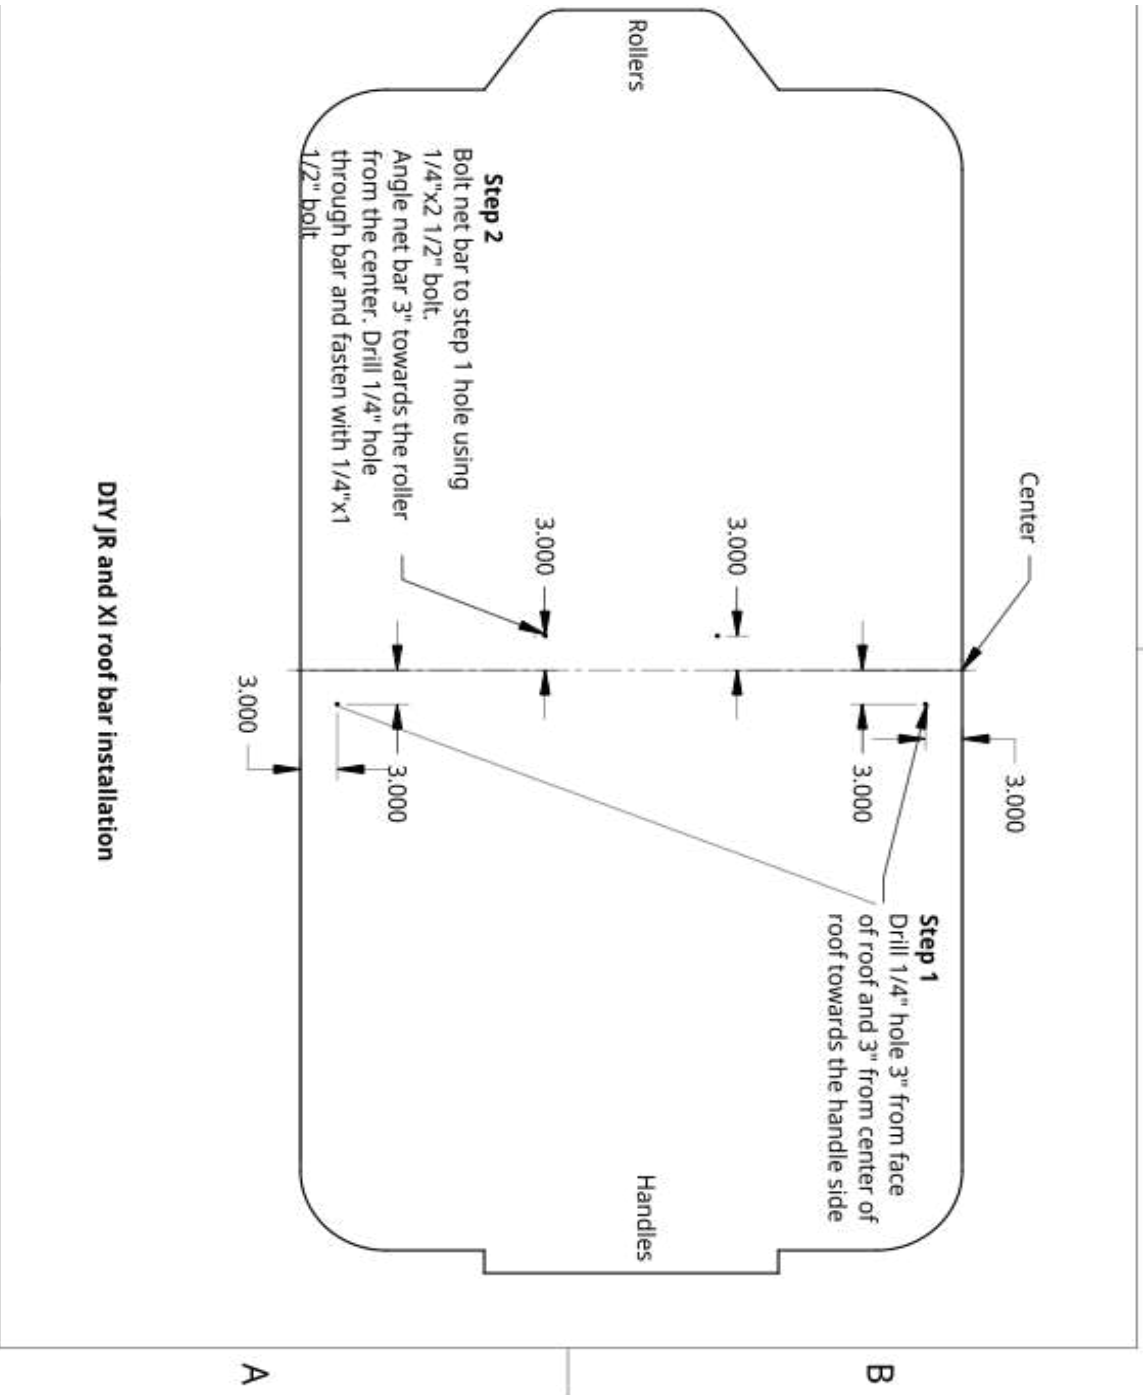 Center
3.000
Step 1
Drill 1/4" hole 3" from face
of roof and 3" from center of
roof towards the handle side
B
3.000
3.000
Rollers
Handles
3.000
Step 2
Bolt net bar to step 1 hole using
1/4"x2 1/2" bolt.
Angle net bar 3" towards the roller
from the center. Drill 1/4" hole
through bar and fasten with 1/4"x1
1/2" bolt
3.000
3.000
A
DIY JR and XI roof bar installation